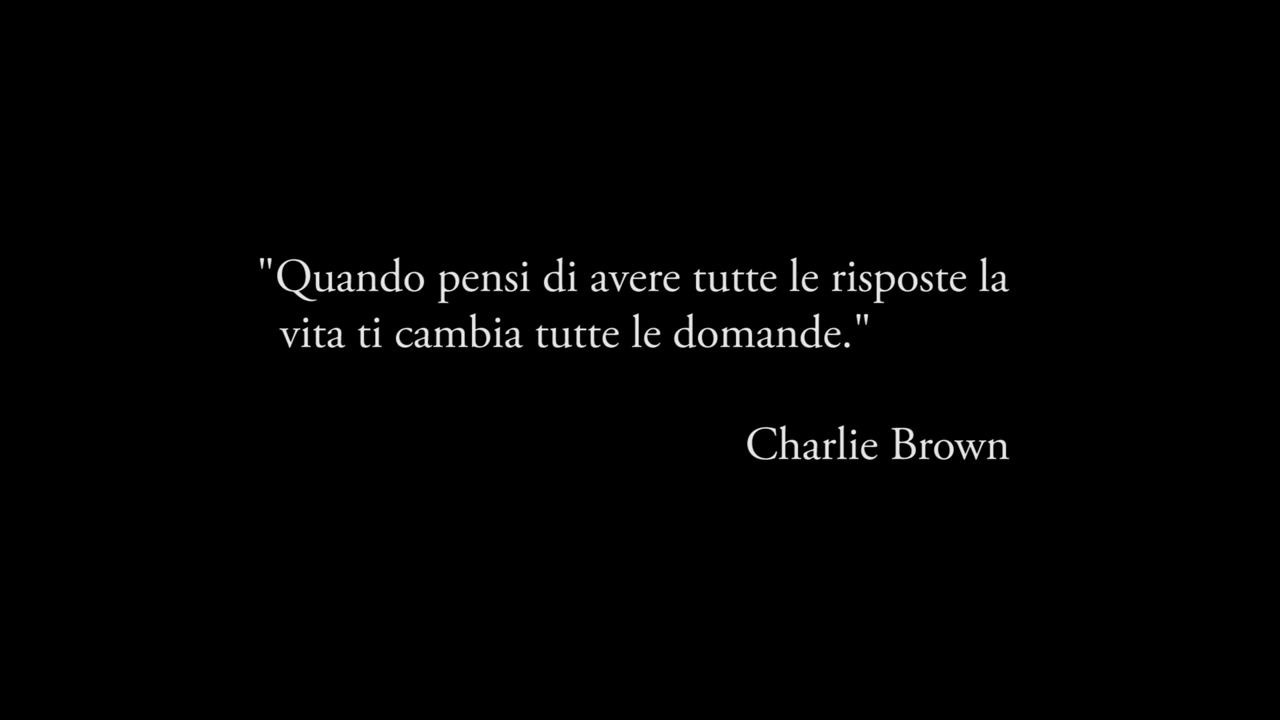 "Quando pensi di avere tutte le risposte la
vita ti cambia tutte le domande."
Charlie Brown